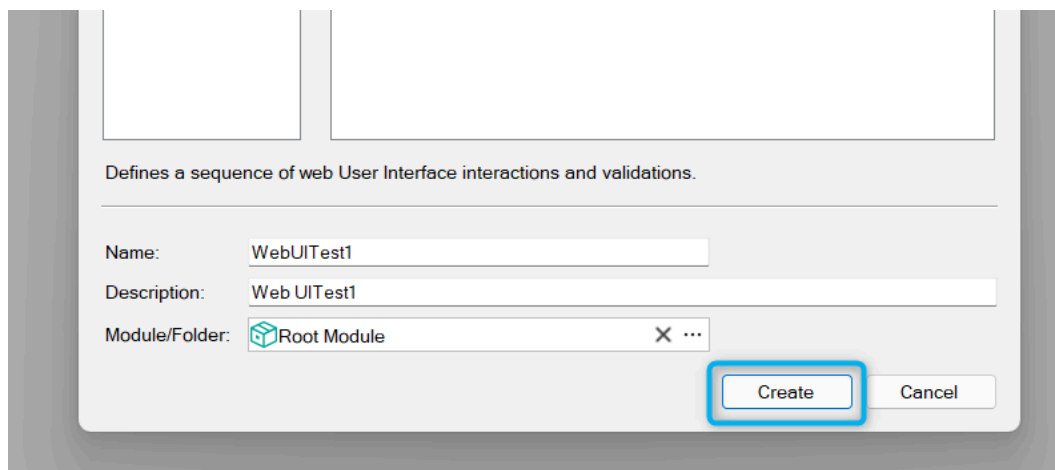 Defines a sequence of web User Interface interactions and validations.
Name: WebUITest1
Description: Web UITest1
Module/Folder: Root Module
Create Cancel